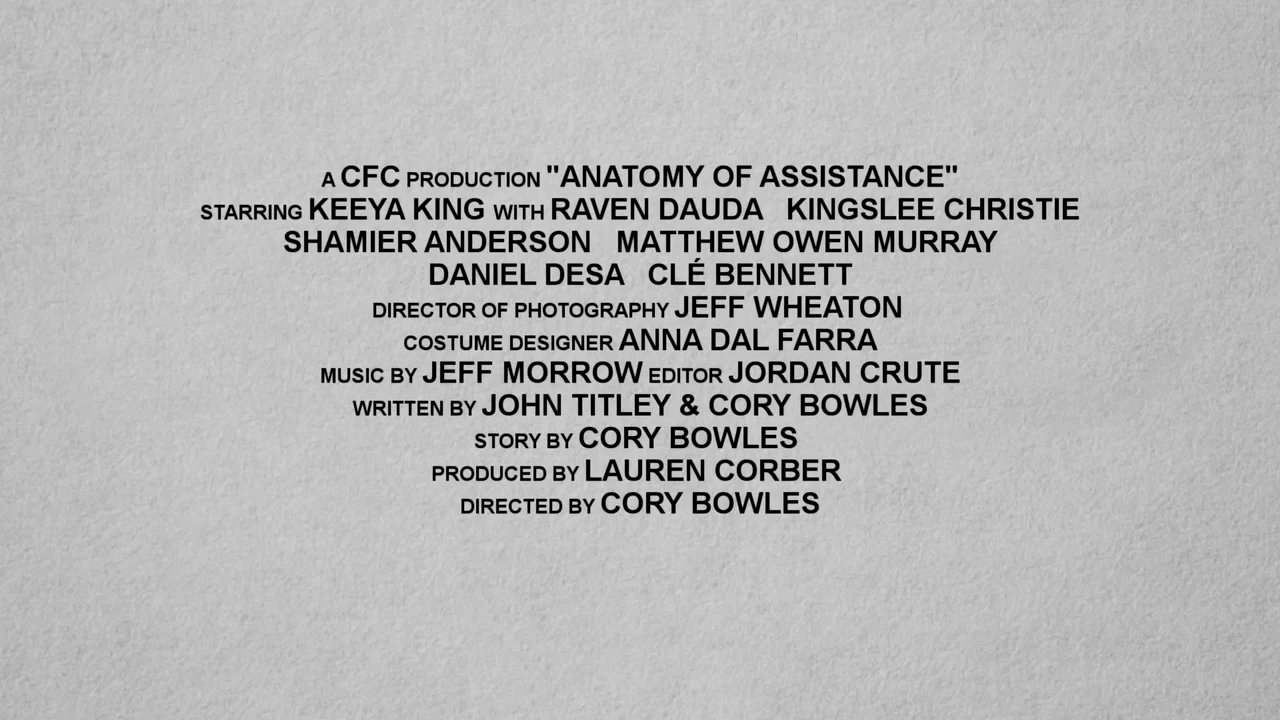 A CFC PRODUCTION "ANATOMY OF ASSISTANCE"
STARRING KEEYA KING WITH RAVEN DAUDA KINGSLEE CHRISTIE
SHAMIER ANDERSON MATTHEW OWEN MURRAY
DANIEL DESA CLÉ BENNETT
DIRECTOR OF PHOTOGRAPHY JEFF WHEATON
COSTUME DESIGNER ANNA DAL FARRA
MUSIC BY JEFF MORROW EDITOR JORDAN CRUTE
WRITTEN BY JOHN TITLEY & CORY BOWLES
STORY BY CORY BOWLES
PRODUCED BY LAUREN CORBER
DIRECTED BY CORY BOWLES